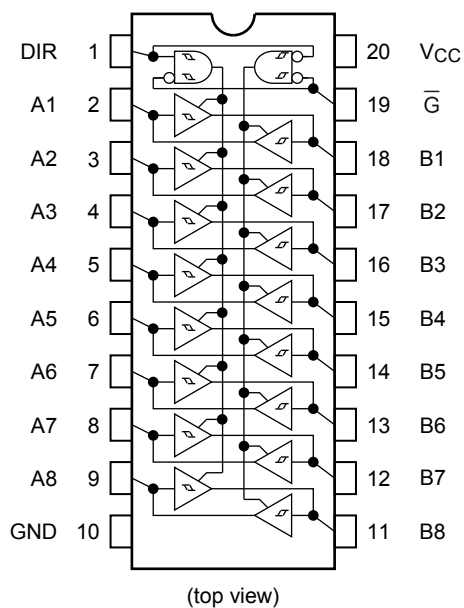 DIR 1 20 VCC
A1 2 19 G̅
A2 3 18 B1
A3 4 17 B2
A4 5 16 B3
A5 6 15 B4
A6 7 14 B5
A7 8 13 B6
A8 9 12 B7
GND 10 11 B8
(top view)